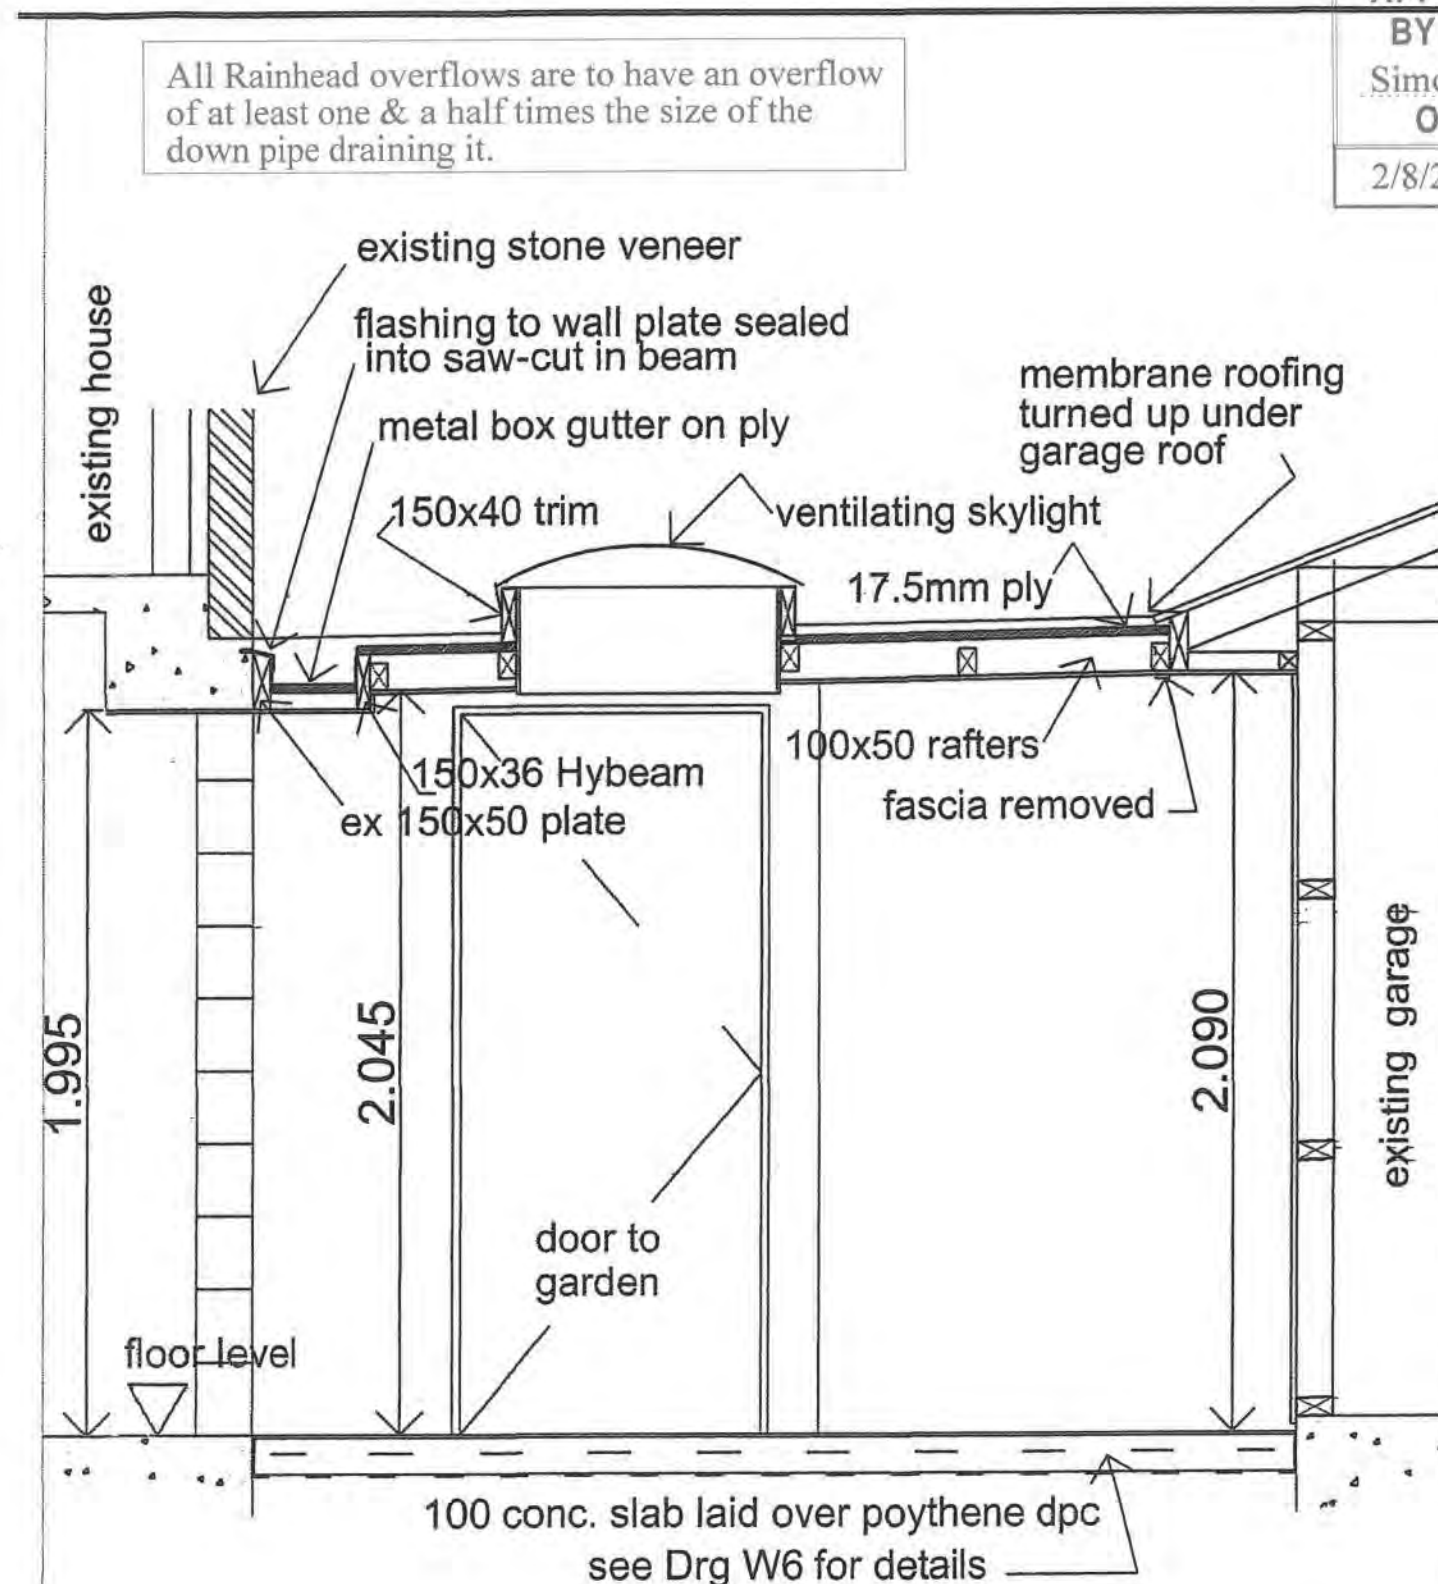 All Rainhead overflows are to have an overflow
of at least one & a half times the size of the
down pipe draining it.
BY
2/8/2
existing stone veneer
existing house
flashing to wall plate sealed
into saw-cut in beam
metal box gutter on ply
membrane roofing
turned up under
garage roof
150x40 trim
ventilating skylight
17.5mm ply
100x50 rafters
150x36 Hybeam
ex 150x50 plate
fascia removed
1.995
2.045
2.090
existing garage
door to
garden
floor level
100 conc. slab laid over poythene dpc
see Drg W6 for details